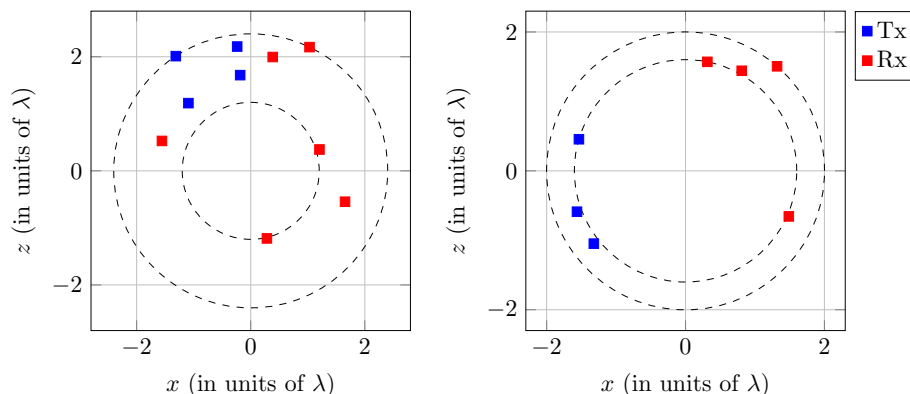 2
0
−2
−2
0
2
z (in units of λ)
x (in units of λ)
2
0
−2
−2
0
2
z (in units of λ)
x (in units of λ)
Tx
Rx